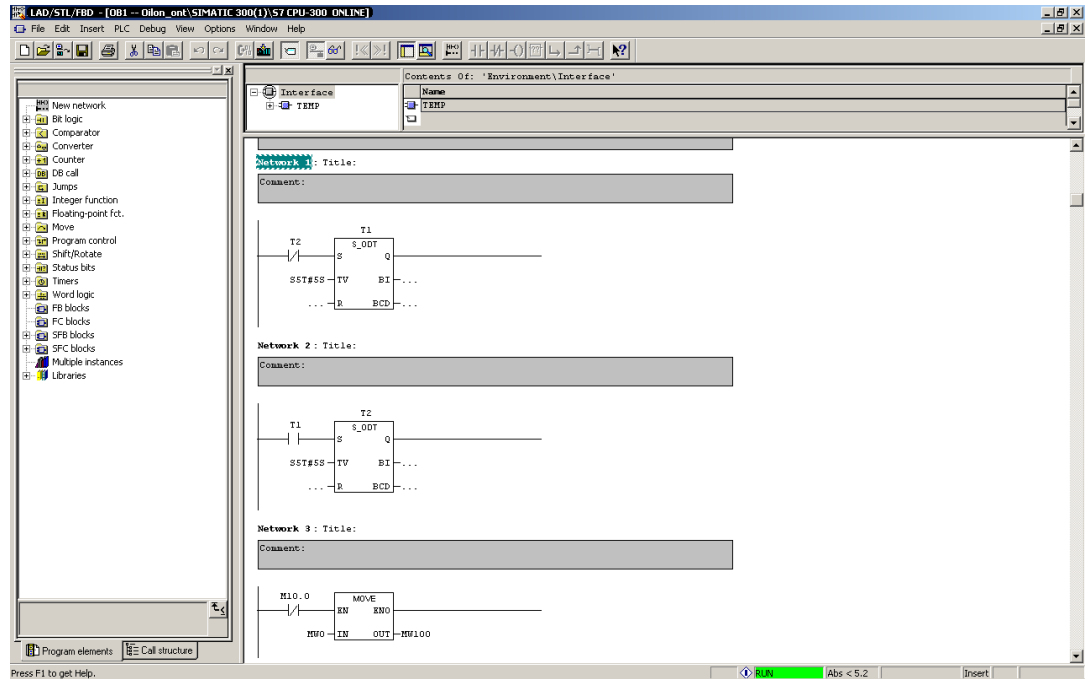 LAD/STL/FBD - [OB1 -- Oilon_ont\SIMATIC 300(1)\S7 CPU-300 ONLINE]
File Edit Insert PLC Debug View Options Window Help
Contents Of: 'Environment\Interface'
Interface
TEMP
Name
TEMP
New network
Bit logic
Comparator
Converter
Counter
DB call
Jumps
Integer function
Floating-point fct.
Move
Program control
Shift/Rotate
Status bits
Timers
Word logic
FB blocks
FC blocks
SFB blocks
SFC blocks
Multiple instances
Libraries
Program elements Call structure
Network 1 : Title:
Comment:
T1
T2 S_ODT
S Q
S5T#5S TV BI ...
... R BCD ...
Network 2 : Title:
Comment:
T2
T1 S_ODT
S Q
S5T#5S TV BI ...
... R BCD ...
Network 3 : Title:
Comment:
M10.0 MOVE
EN ENO
MW0 IN OUT MW100
Press F1 to get Help.
RUN Abs < 5.2 Insert